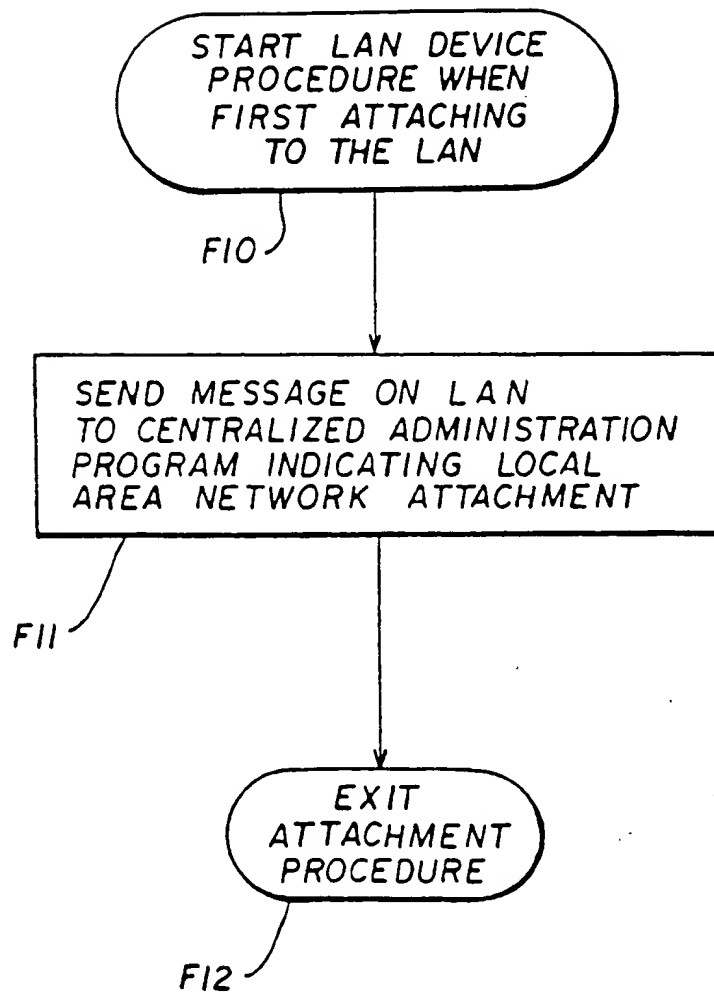 START LAN DEVICE
PROCEDURE WHEN
FIRST ATTACHING
TO THE LAN
F10
SEND MESSAGE ON LAN
TO CENTRALIZED ADMINISTRATION
PROGRAM INDICATING LOCAL
AREA NETWORK ATTACHMENT
F11
EXIT
ATTACHMENT
PROCEDURE
F12